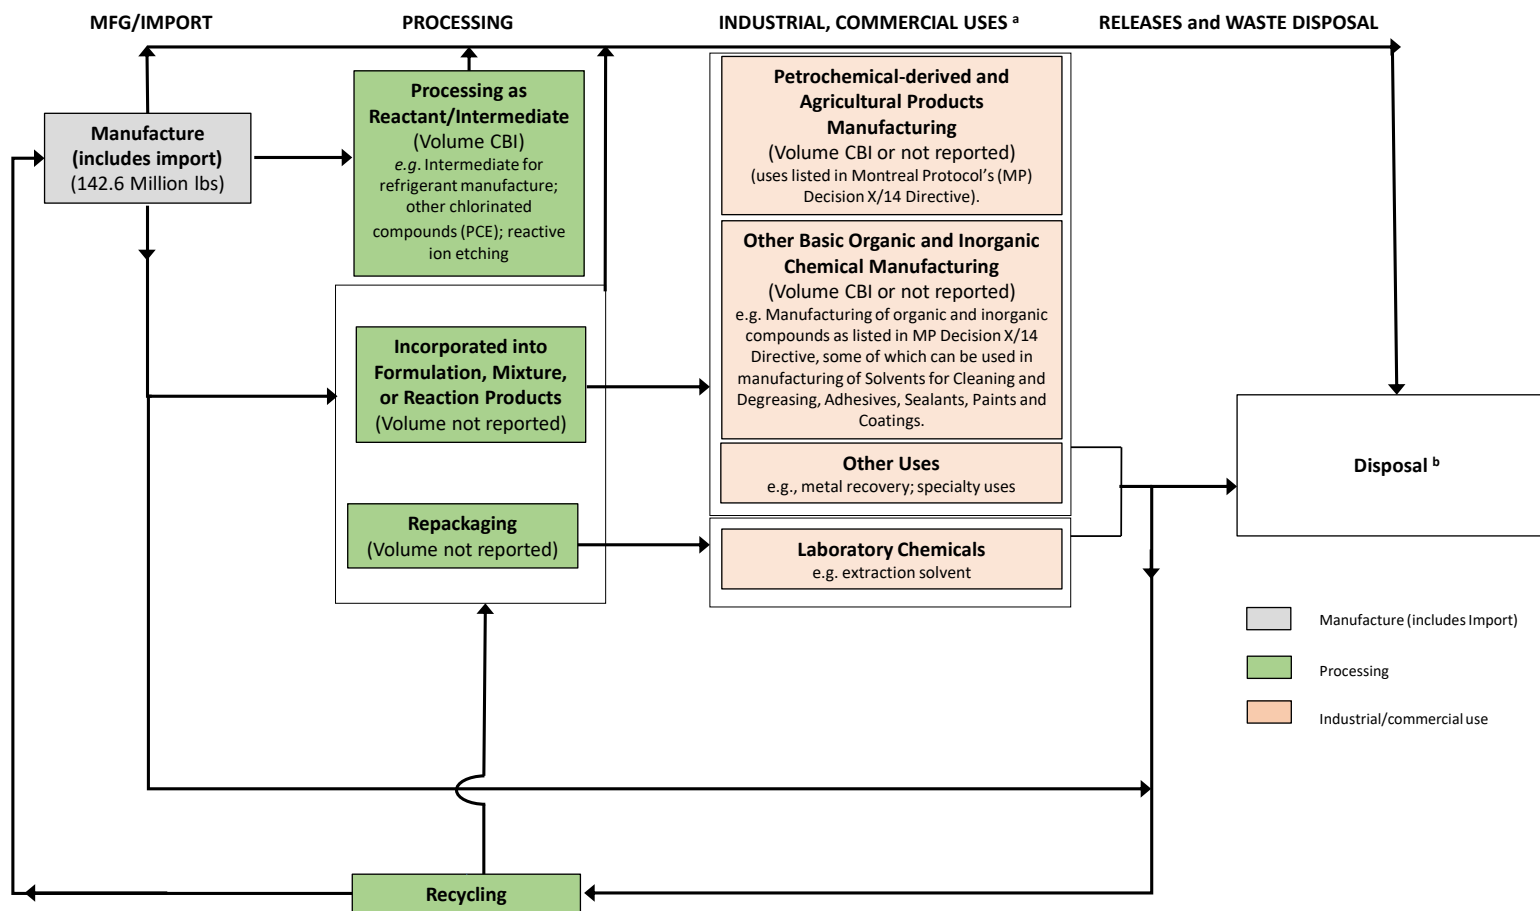 MFG/IMPORT
PROCESSING
INDUSTRIAL, COMMERCIAL USES ᵃ
RELEASES and WASTE DISPOSAL
Manufacture
(includes import)
(142.6 Million lbs)
Processing as
Reactant/Intermediate
(Volume CBI)
e.g. Intermediate for
refrigerant manufacture;
other chlorinated
compounds (PCE); reactive
ion etching
Incorporated into
Formulation, Mixture,
or Reaction Products
(Volume not reported)
Repackaging
(Volume not reported)
Recycling
Petrochemical-derived and
Agricultural Products
Manufacturing
(Volume CBI or not reported)
(uses listed in Montreal Protocol's (MP)
Decision X/14 Directive).
Other Basic Organic and Inorganic
Chemical Manufacturing
(Volume CBI or not reported)
e.g. Manufacturing of organic and inorganic
compounds as listed in MP Decision X/14
Directive, some of which can be used in
manufacturing of Solvents for Cleaning and
Degreasing, Adhesives, Sealants, Paints and
Coatings.
Other Uses
e.g., metal recovery; specialty uses
Laboratory Chemicals
e.g. extraction solvent
Disposal ᵇ
Manufacture (includes Import)
Processing
Industrial/commercial use